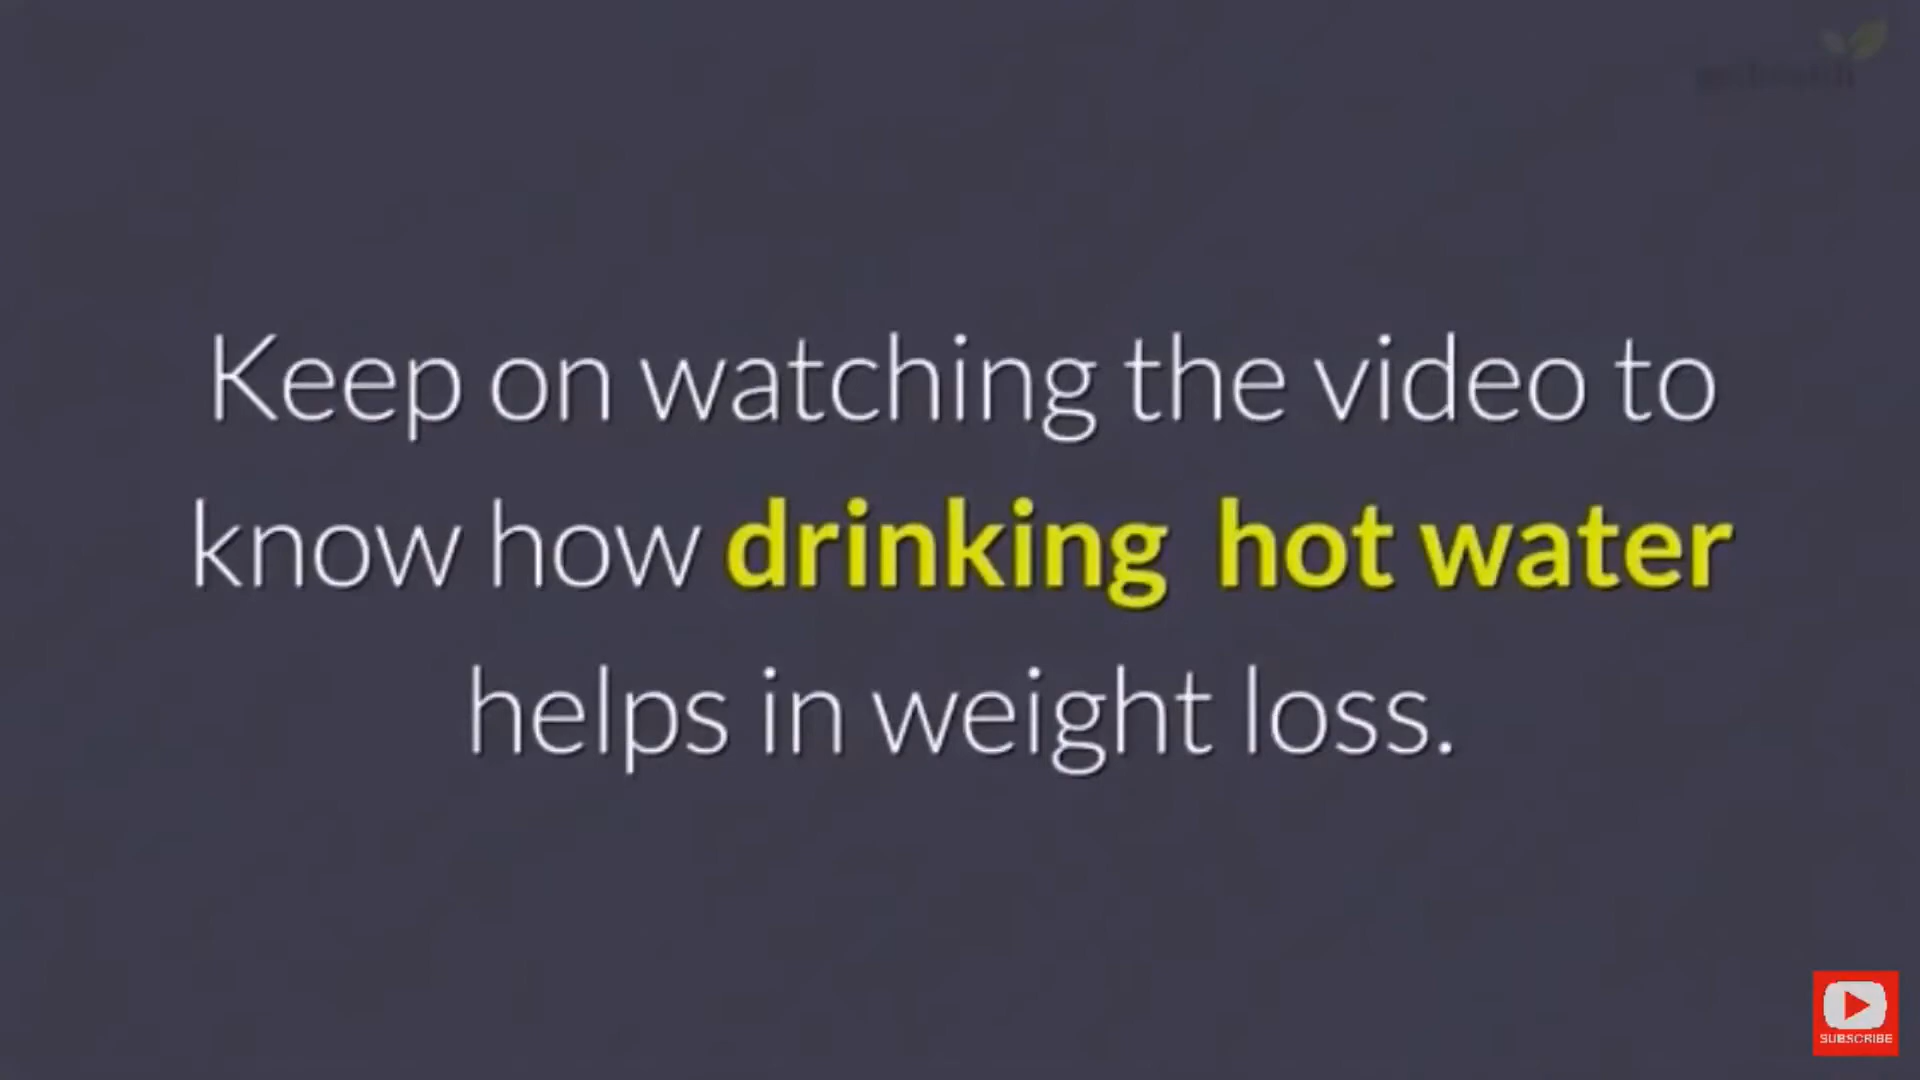 Keep on watching the video to
know how drinking hot water
helps in weight loss.
SUBSCRIBE